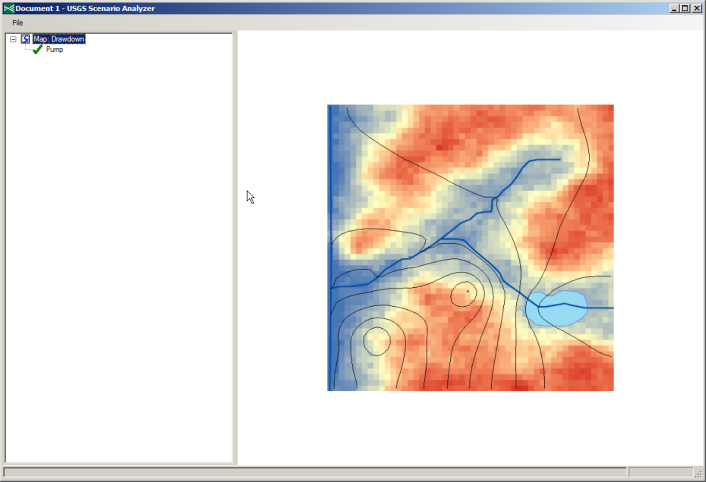 Document 1 - USGS Scenario Analyzer
File
Map: Drawdown
Pump